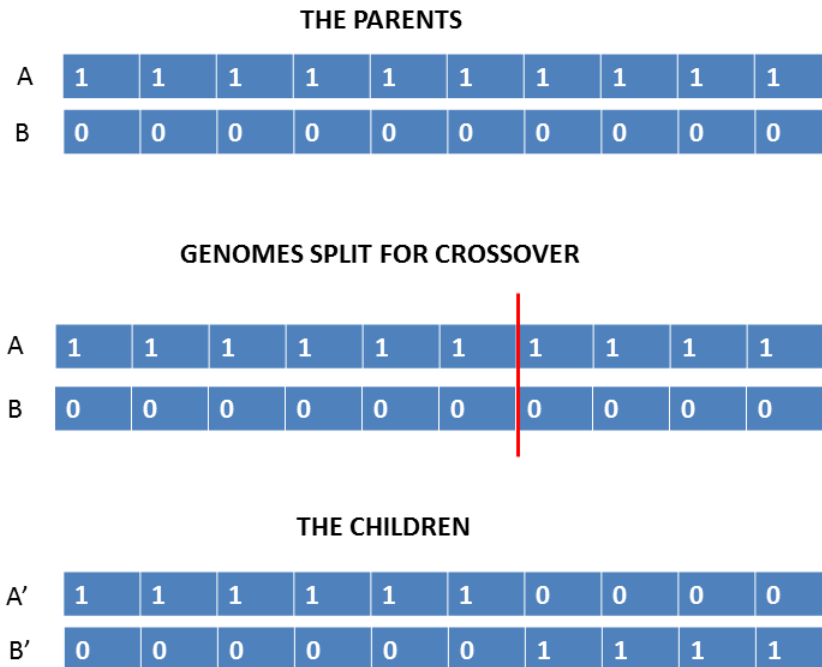 THE PARENTS
A 1 1 1 1 1 1 1 1 1 1
B 0 0 0 0 0 0 0 0 0 0
GENOMES SPLIT FOR CROSSOVER
A 1 1 1 1 1 1 1 1 1 1
B 0 0 0 0 0 0 0 0 0 0
THE CHILDREN
A’ 1 1 1 1 1 1 0 0 0 0
B’ 0 0 0 0 0 0 1 1 1 1